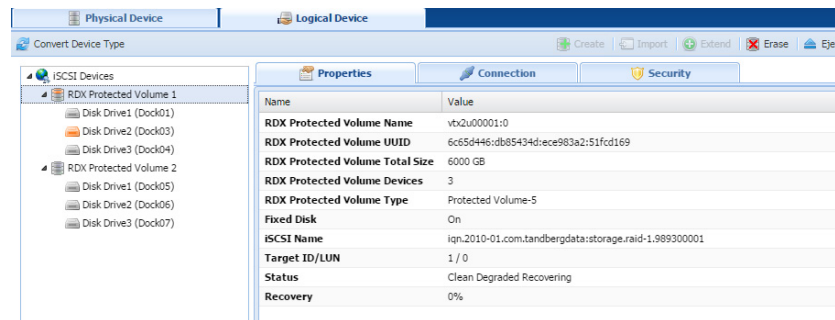 Physical Device
Logical Device
Convert Device Type
Create
Import
Extend
Erase
Eje
iSCSI Devices
RDX Protected Volume 1
Disk Drive1 (Dock01)
Disk Drive2 (Dock03)
Disk Drive3 (Dock04)
RDX Protected Volume 2
Disk Drive1 (Dock05)
Disk Drive2 (Dock06)
Disk Drive3 (Dock07)
Properties
Connection
Security
Name Value
RDX Protected Volume Name vtx2u00001:0
RDX Protected Volume UUID 6c65d446:db85434d:ece983a2:51fcd169
RDX Protected Volume Total Size 6000 GB
RDX Protected Volume Devices 3
RDX Protected Volume Type Protected Volume-5
Fixed Disk On
iSCSI Name iqn.2010-01.com.tandbergdata:storage.raid-1.989300001
Target ID/LUN 1 / 0
Status Clean Degraded Recovering
Recovery 0%